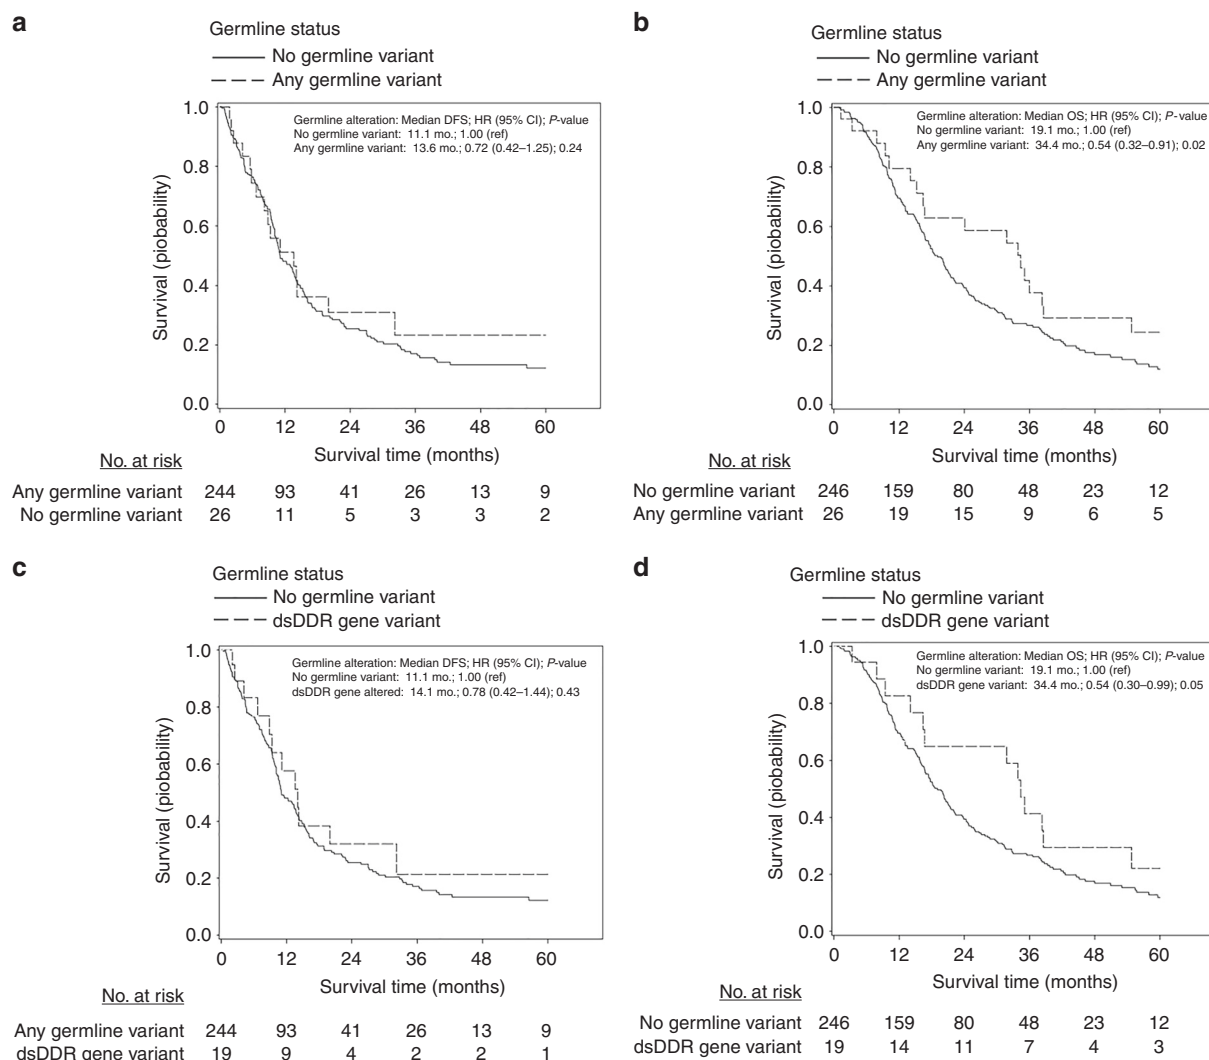 a
Germline status
No germline variant
Any germline variant
Germline alteration: Median DFS; HR (95% CI); P-value
No germline variant: 11.1 mo.; 1.00 (ref)
Any germline variant: 13.6 mo.; 0.72 (0.42–1.25); 0.24
Survival (piobability)
1.0
0.8
0.6
0.4
0.2
0.0
0 12 24 36 48 60
Survival time (months)
No. at risk
Any germline variant 244 93 41 26 13 9
No germline variant 26 11 5 3 3 2
b
Germline status
No germline variant
Any germline variant
Germline alteration: Median OS; HR (95% CI); P-value
No germline variant: 19.1 mo.; 1.00 (ref)
Any germline variant: 34.4 mo.; 0.54 (0.32–0.91); 0.02
Survival (piobability)
1.0
0.8
0.6
0.4
0.2
0.0
0 12 24 36 48 60
Survival time (months)
No. at risk
No germline variant 246 159 80 48 23 12
Any germline variant 26 19 15 9 6 5
c
Germline status
No germline variant
dsDDR gene variant
Germline alteration: Median DFS; HR (95% CI); P-value
No germline variant: 11.1 mo.; 1.00 (ref)
dsDDR gene altered: 14.1 mo.; 0.78 (0.42–1.44); 0.43
Survival (piobability)
1.0
0.8
0.6
0.4
0.2
0.0
0 12 24 36 48 60
Survival time (months)
No. at risk
Any germline variant 244 93 41 26 13 9
dsDDR gene variant 19 9 4 2 2 1
d
Germline status
No germline variant
dsDDR gene variant
Germline alteration: Median OS; HR (95% CI); P-value
No germline variant: 19.1 mo.; 1.00 (ref)
dsDDR gene variant: 34.4 mo.; 0.54 (0.30–0.99); 0.05
Survival (piobability)
1.0
0.8
0.6
0.4
0.2
0.0
0 12 24 36 48 60
Survival time (months)
No. at risk
No germline variant 246 159 80 48 23 12
dsDDR gene variant 19 14 11 7 4 3